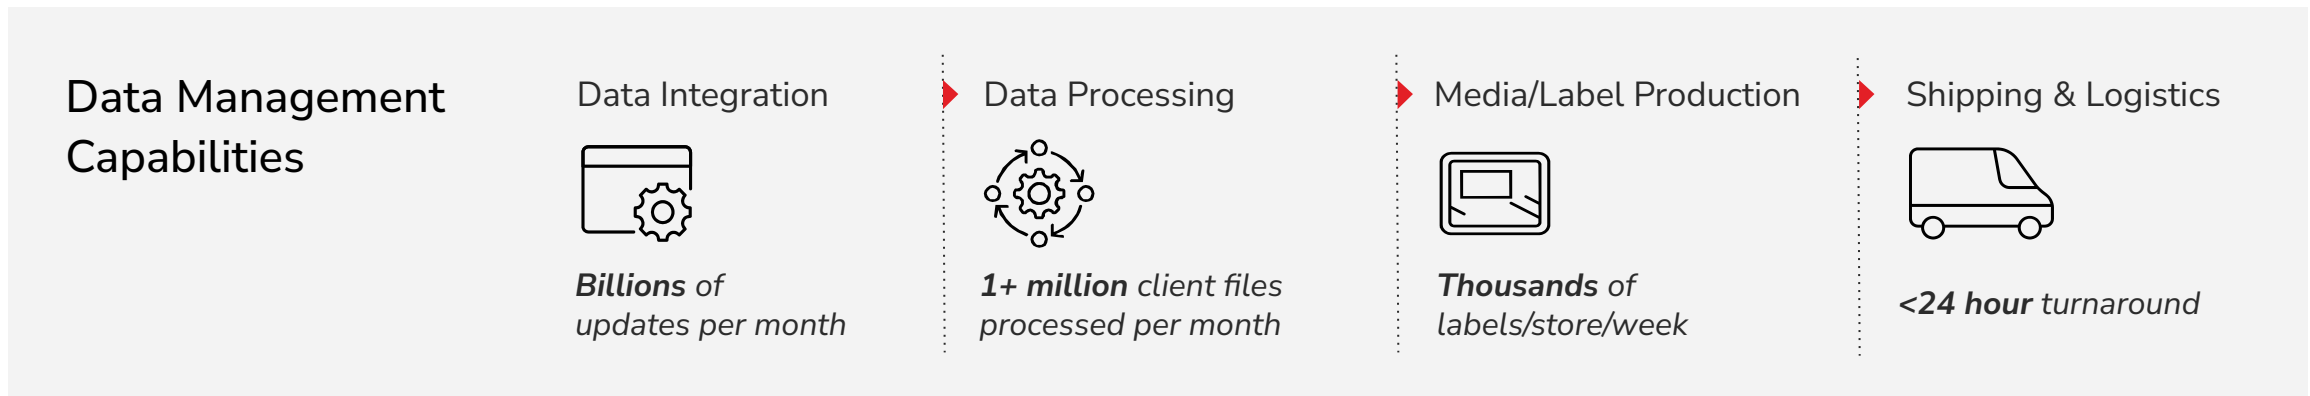 Data Management
Capabilities
Data Integration
Billions of
updates per month
Data Processing
1+ million client files
processed per month
Media/Label Production
Thousands of
labels/store/week
Shipping & Logistics
<24 hour turnaround